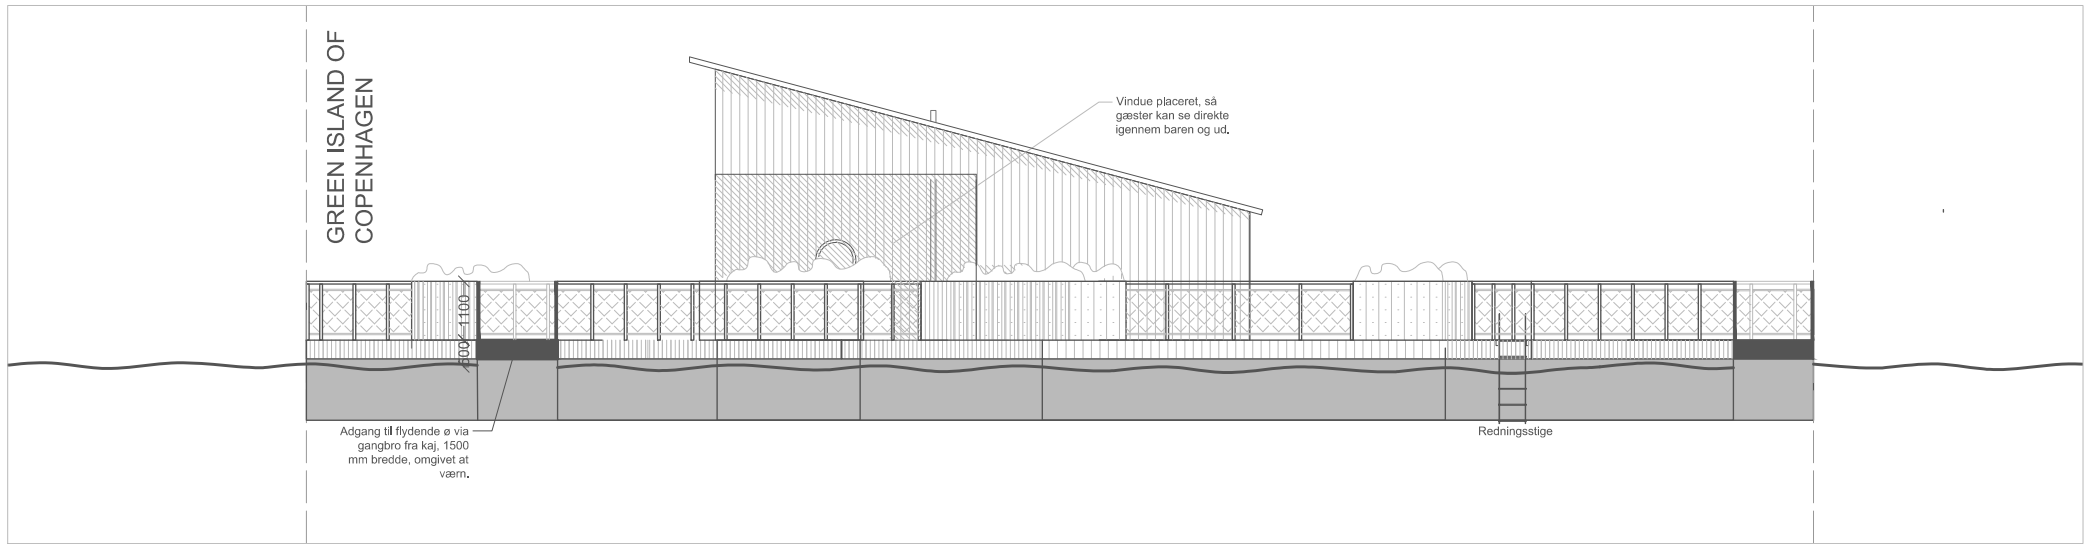 GREEN ISLAND OF
COPENHAGEN
Vindue placeret, så
gæster kan se direkte
igennem baren og ud.
1100
500
Adgang til flydende ø via
gangbro fra kaj, 1500
mm bredde, omgivet at
værn.
Redningsstige